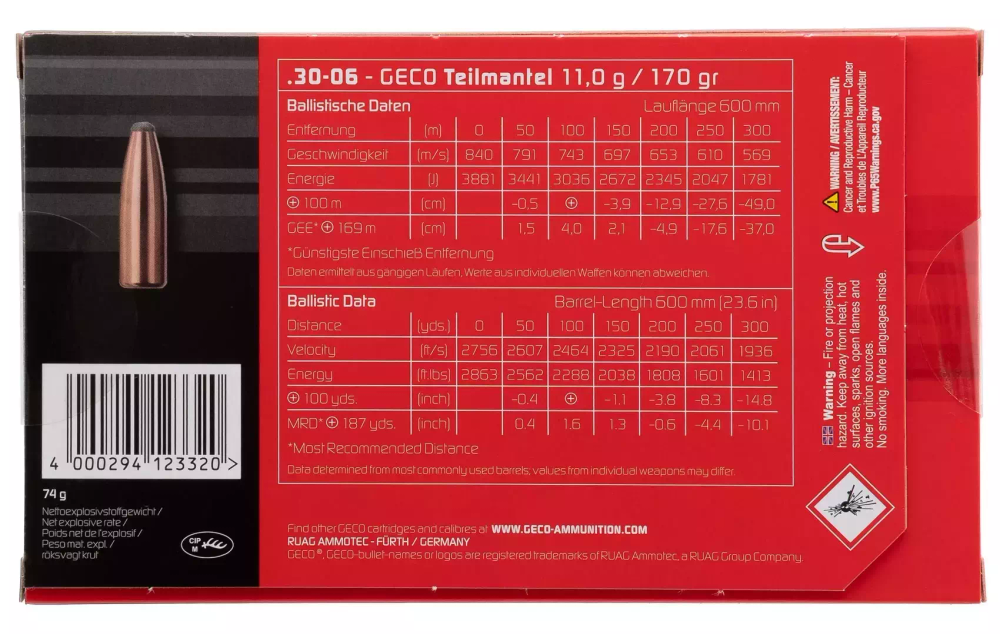 .30-06 - GECO Teilmantel 11,0 g / 170 gr
Ballistische Daten Lauflänge 600 mm
Entfernung (m) 0 50 100 150 200 250 300
Geschwindigkeit (m/s) 840 791 743 697 653 610 569
Energie (J) 3881 3441 3036 2672 2345 2047 1781
⊕ 100 m (cm) -0,5 ⊕ -3,9 -12,9 -27,6 -49,0
GEE* ⊕ 169 m (cm) 1,5 4,0 2,1 -4,9 -17,6 -37,0
*Günstigste Einschieß Entfernung
Daten ermittelt aus gängigen Läufen, Werte aus individuellen Waffen können abweichen.
Ballistic Data Barrel-Length 600 mm (23.6 in)
Distance (yds.) 0 50 100 150 200 250 300
Velocity (ft/s) 2756 2607 2464 2325 2190 2061 1936
Energy (ft.lbs) 2863 2562 2288 2038 1808 1601 1413
⊕ 100 yds. (inch) -0.4 ⊕ -1.1 -3.8 -8.3 -14.8
MRD* ⊕ 187 yds. (inch) 0.4 1.6 1.3 -0.6 -4.4 -10.1
*Most Recommended Distance
Data determined from most commonly used barrels; values from individual weapons may differ.
Find other GECO cartridges and calibres at WWW.GECO-AMMUNITION.COM
RUAG AMMOTEC - FÜRTH / GERMANY
GECO ®, GECO-bullet-names or logos are registered trademarks of RUAG Ammotec, a RUAG Group Company.
4 000294 123320 >
74 g
Nettoexplosivstoffgewicht /
Net explosive rate /
Poids net de l'explosif /
Peso mat. expl. /
röksvagt krut
CIP
M
WARNING / AVERTISSEMENT:
Cancer and Reproductive Harm – Cancer
et Troubles de L'Appareil Reproducteur
www.P65Warnings.ca.gov
Warning – Fire or projection
hazard. Keep away from heat, hot
surfaces, sparks, open flames and
other ignition sources.
No smoking. More languages inside.